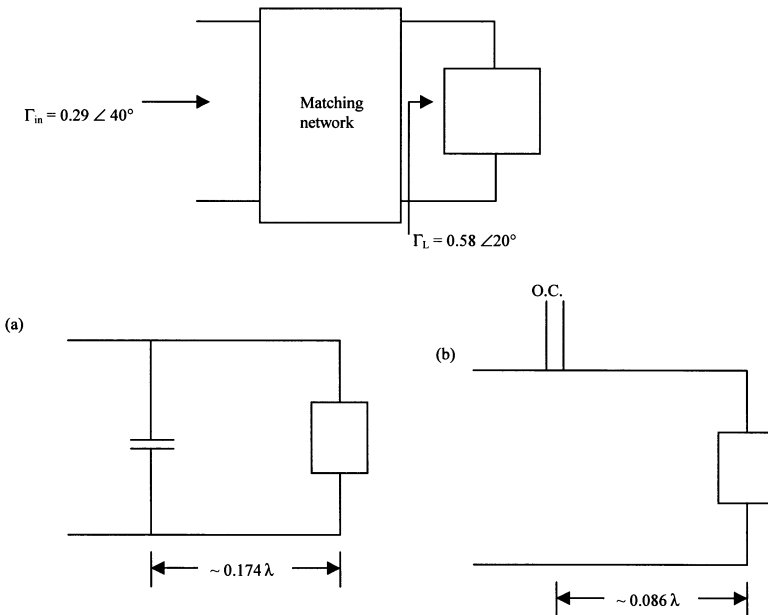 Γin = 0.29 ∠ 40°
Matching
network
ΓL = 0.58 ∠20°
O.C.
(a)
(b)
~ 0.174 λ
~ 0.086 λ